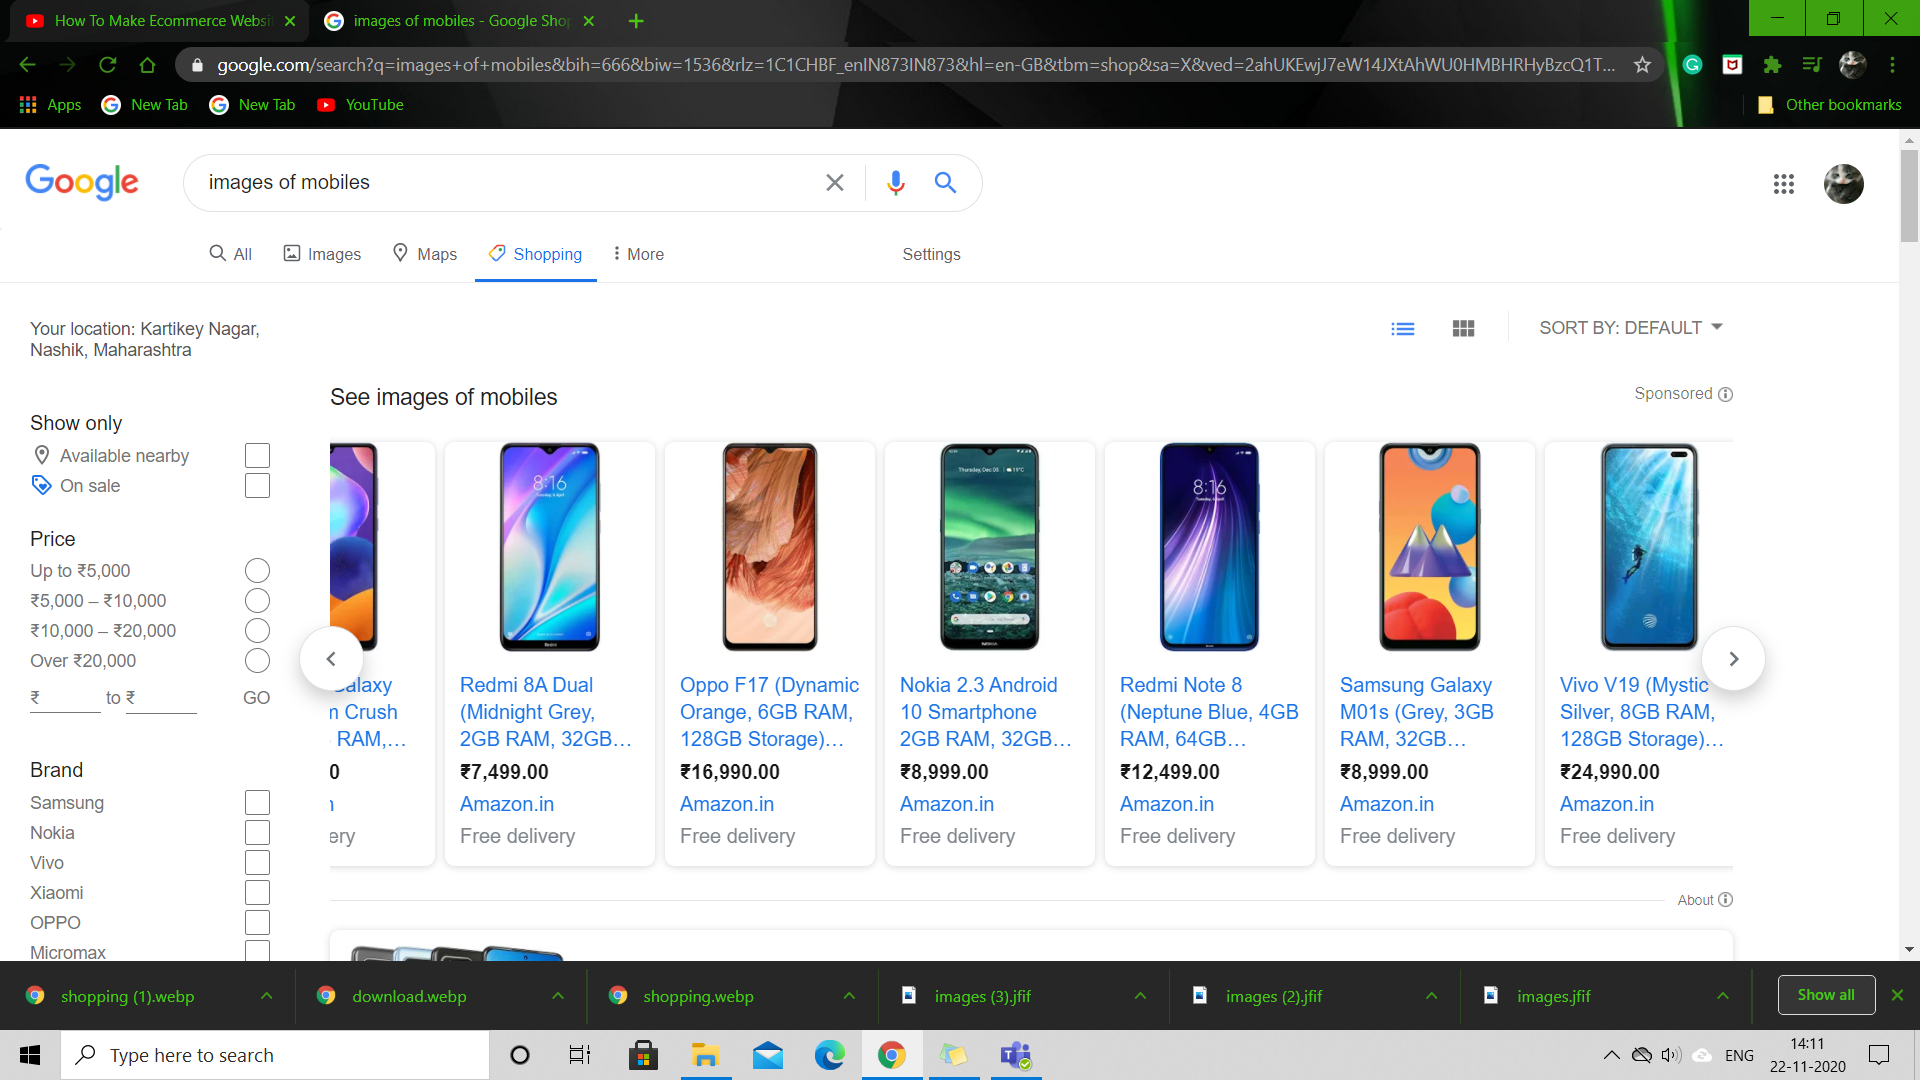 How To Make Ecommerce Websi
images of mobiles - Google Shop
google.com/search?q=images+of+mobiles&bih=666&biw=1536&rlz=1C1CHBF_enIN873IN873&hl=en-GB&tbm=shop&sa=X&ved=2ahUKEwjJ7eW14JXtAhWU0HMBHRHyBzcQ1T...
Apps
New Tab
New Tab
YouTube
Other bookmarks
Google
images of mobiles
All
Images
Maps
Shopping
More
Settings
Your location: Kartikey Nagar,
Nashik, Maharashtra
SORT BY: DEFAULT
See images of mobiles
Sponsored
Show only
Available nearby
On sale
Price
Up to ₹5,000
₹5,000 – ₹10,000
₹10,000 – ₹20,000
Over ₹20,000
₹ to ₹ GO
Brand
Samsung
Nokia
Vivo
Xiaomi
OPPO
Micromax
alaxy
n Crush
RAM,...
0
n
ery
8:16
Redmi 8A Dual
(Midnight Grey,
2GB RAM, 32GB...
₹7,499.00
Amazon.in
Free delivery
Oppo F17 (Dynamic
Orange, 6GB RAM,
128GB Storage)...
₹16,990.00
Amazon.in
Free delivery
Nokia 2.3 Android
10 Smartphone
2GB RAM, 32GB...
₹8,999.00
Amazon.in
Free delivery
8:16
Redmi Note 8
(Neptune Blue, 4GB
RAM, 64GB...
₹12,499.00
Amazon.in
Free delivery
Samsung Galaxy
M01s (Grey, 3GB
RAM, 32GB...
₹8,999.00
Amazon.in
Free delivery
Vivo V19 (Mystic
Silver, 8GB RAM,
128GB Storage)...
₹24,990.00
Amazon.in
Free delivery
About
shopping (1).webp
download.webp
shopping.webp
images (3).jfif
images (2).jfif
images.jfif
Show all
Type here to search
ENG
14:11
22-11-2020